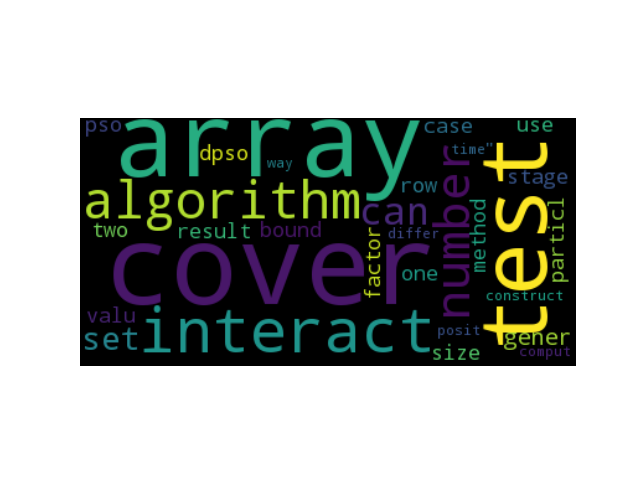 pso
array
case
use
dpso
way
time"
test
algorithm
can
row
number
stage
two
result
bound
factor
differ
method
particl
cover
one
construct
valu
set
interact
posit
size
gener
comput